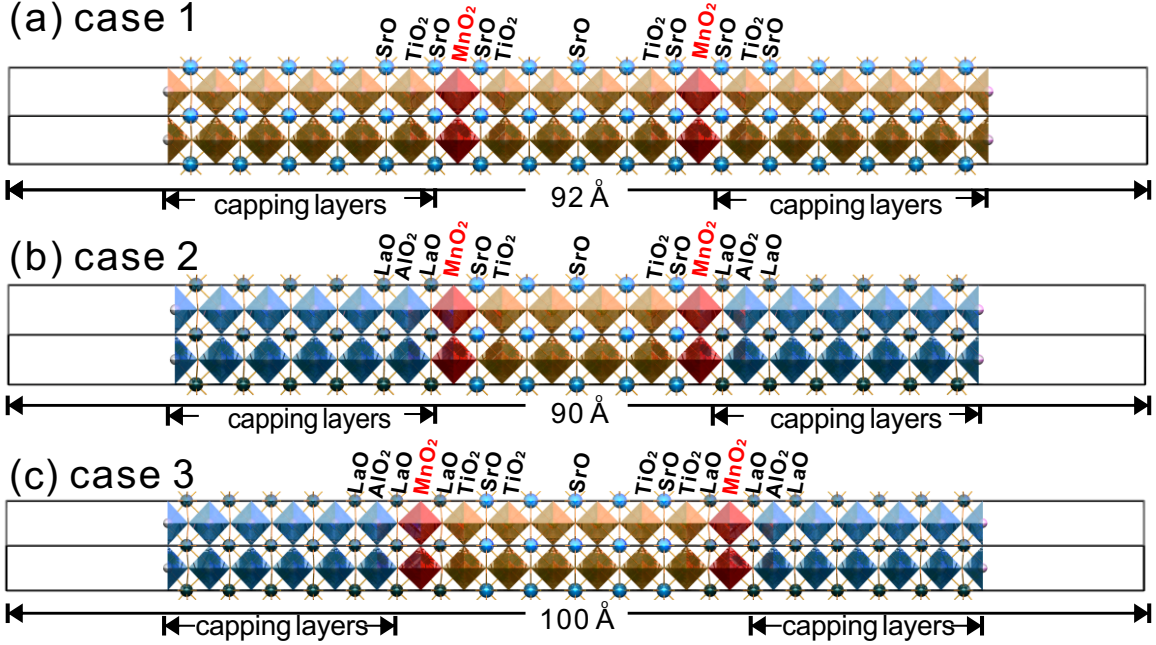 (a) case 1
SrO TiO₂ SrO MnO₂ SrO TiO₂ SrO TiO₂ SrO MnO₂ SrO TiO₂ SrO
capping layers 92 Å capping layers
(b) case 2
LaO AlO₂ LaO MnO₂ SrO TiO₂ SrO TiO₂ SrO MnO₂ LaO AlO₂ LaO
capping layers 90 Å capping layers
(c) case 3
LaO AlO₂ LaO MnO₂ LaO TiO₂ SrO TiO₂ SrO TiO₂ SrO TiO₂ LaO MnO₂ LaO AlO₂ LaO
capping layers 100 Å capping layers